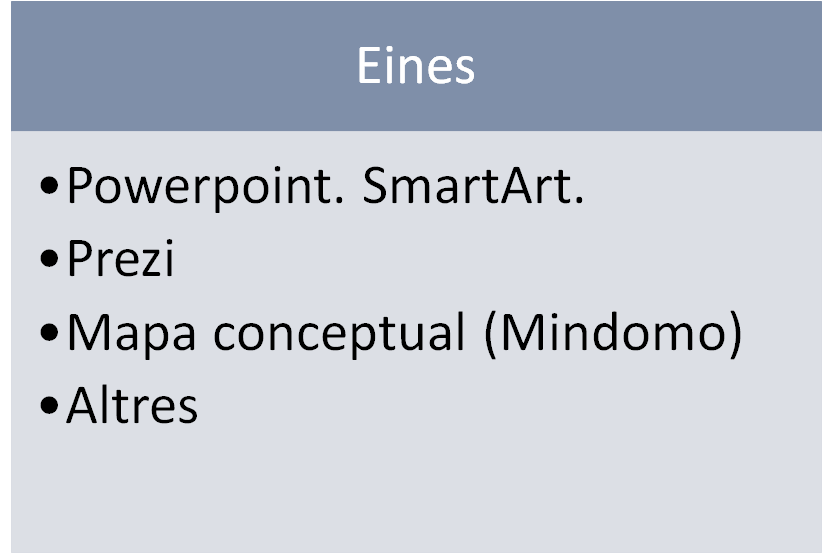 Eines
•Powerpoint. SmartArt.
•Prezi
•Mapa conceptual (Mindomo)
•Altres